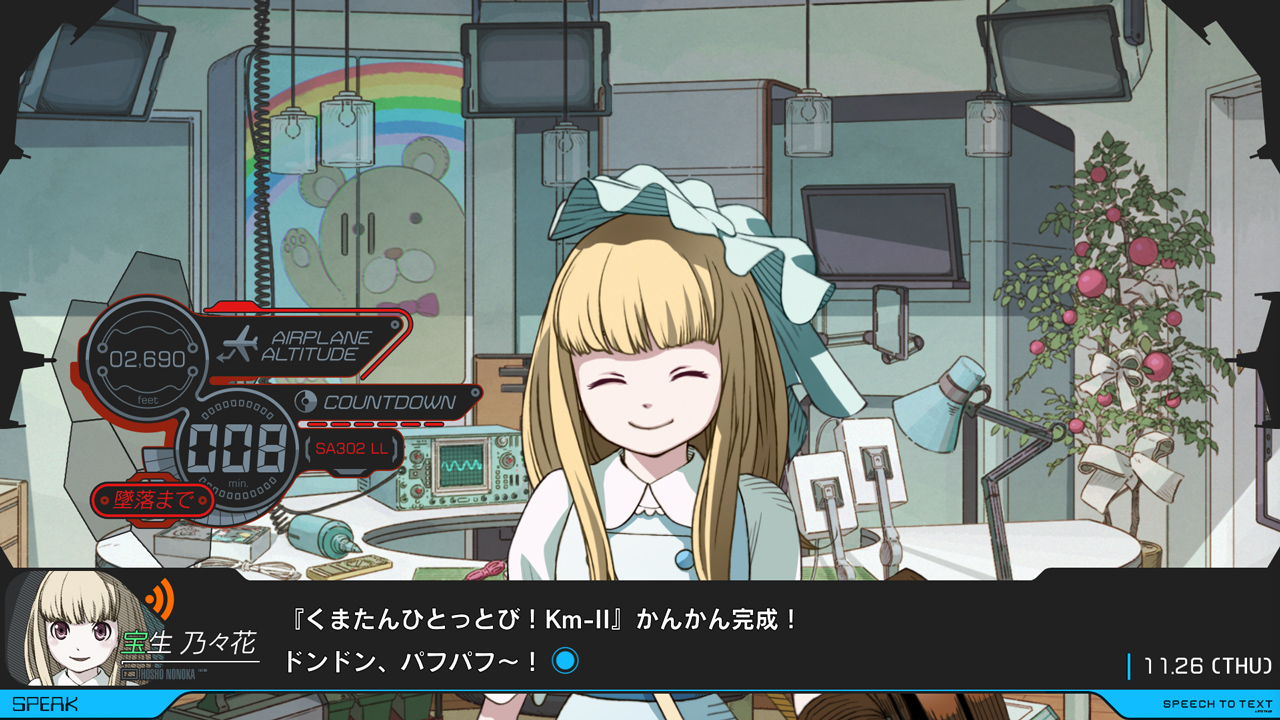 02,690
feet
AIRPLANE
ALTITUDE
COUNTDOWN
008
min.
SA302 LL
墜落まで
宝生 乃々花
HOSHO NONOKA
『くまたんひとっとび！Km-II』かんかん完成！
ドンドン、パフパフ～！
11.26 (THU)
SPEAK
SPEECH TO TEXT